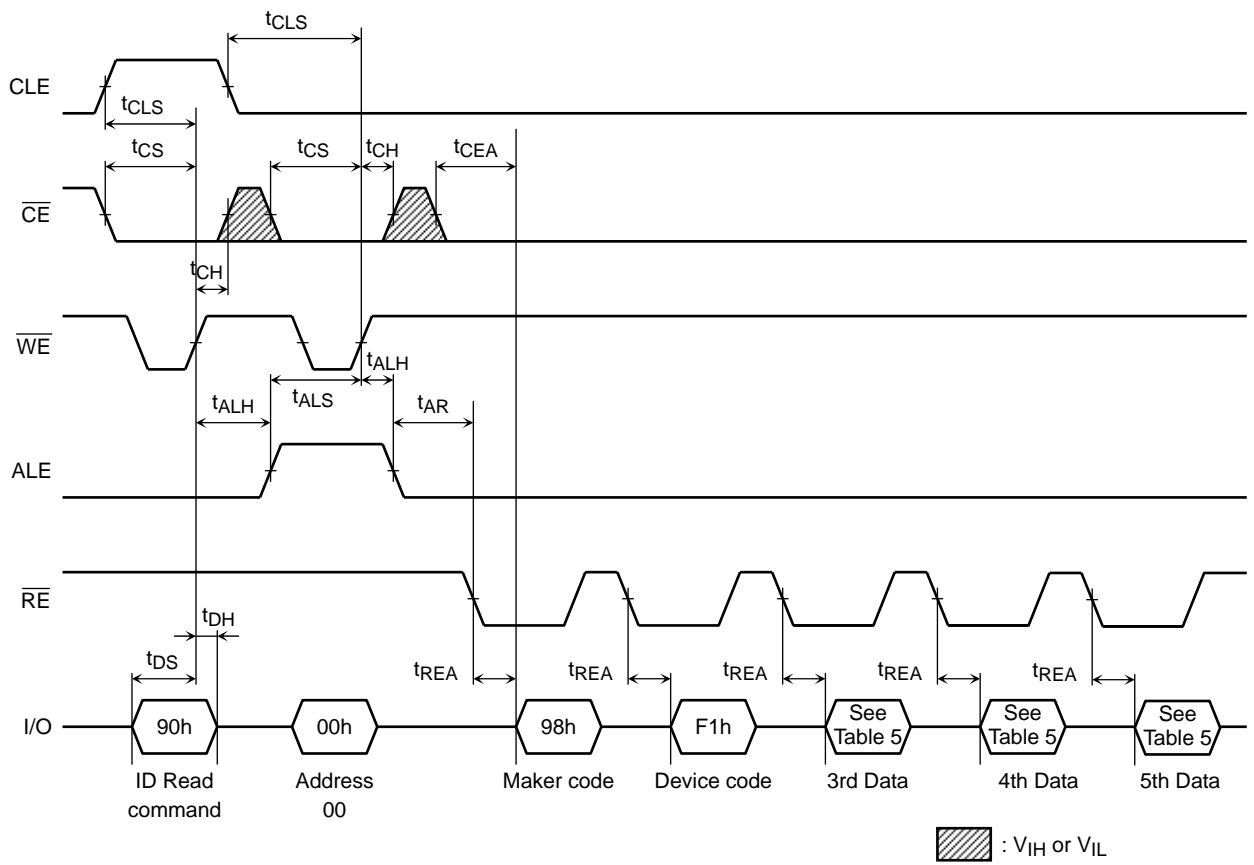 tCLS
CLE
tCLS
tCS
tCS
tCH
tCEA
CE
tCH
WE
tALH
tALH
tALS
tAR
ALE
RE
tDH
tDS
tREA
tREA
tREA
tREA
tREA
I/O
90h
00h
98h
F1h
See
Table 5
See
Table 5
See
Table 5
ID Read
command
Address
00
Maker code
Device code
3rd Data
4th Data
5th Data
: VIH or VIL